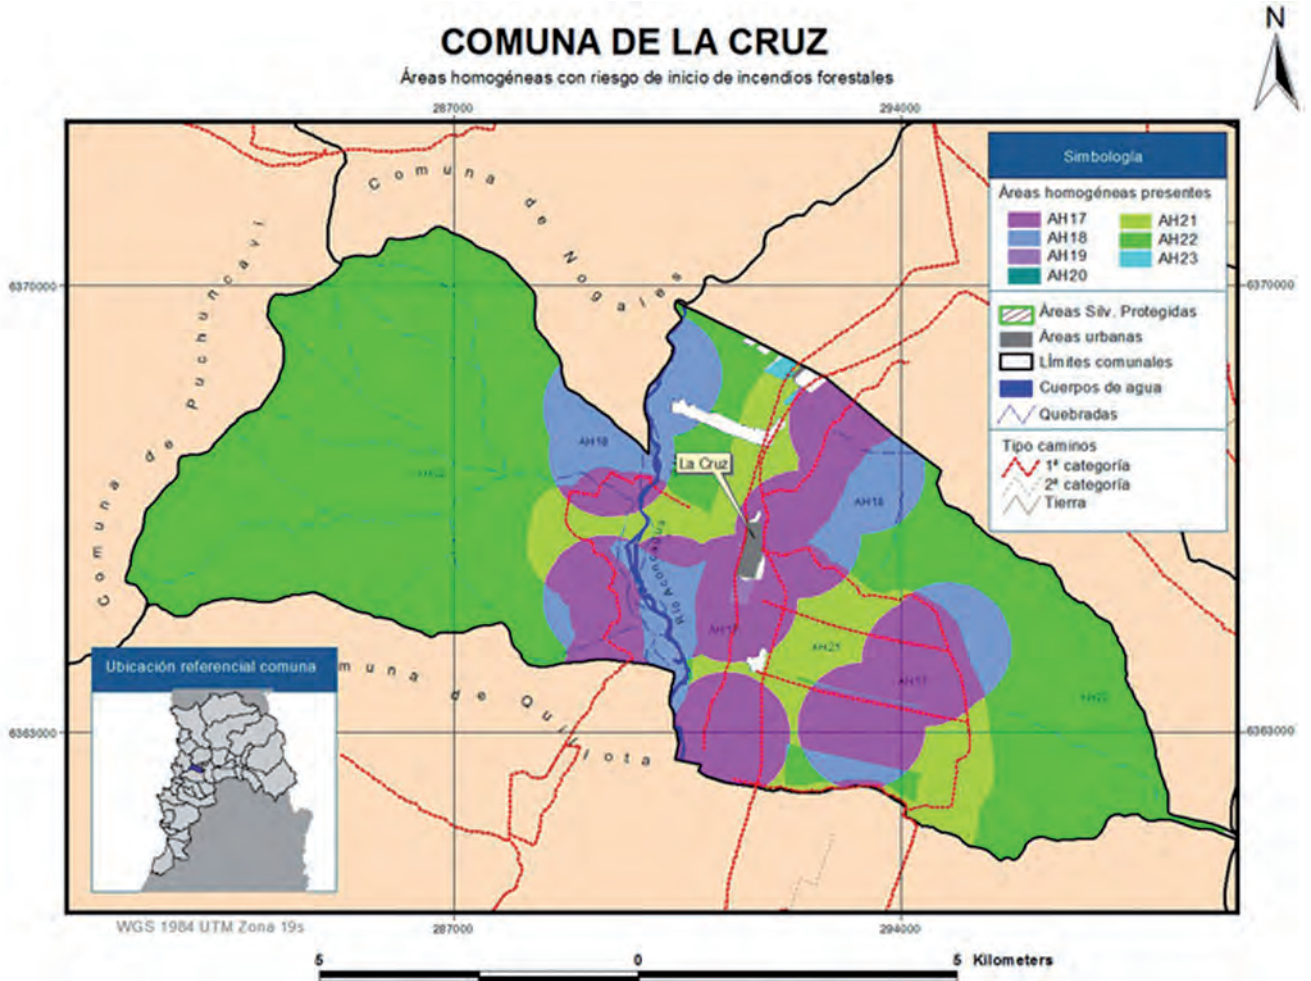 N
COMUNA DE LA CRUZ
Áreas homogéneas con riesgo de inicio de incendios forestales
287000
294000
Simbología
Áreas homogéneas presentes
AH17
AH21
AH18
AH22
AH19
AH23
AH20
Áreas Silv. Protegidas
Áreas urbanas
Límites comunales
Cuerpos de agua
Quebradas
Tipo caminos
1ª categoría
2ª categoría
Tierra
Comuna de Nogales
Comuna de Puchuncaví
6370000
6370000
AH18
AH22
La Cruz
AH18
Río Aconcagua
AH17
AH21
AH17
AH22
Ubicación referencial comuna
muna de Quillota
6363000
6363000
WGS 1984 UTM Zona 19s
287000
294000
5
0
5
Kilometers